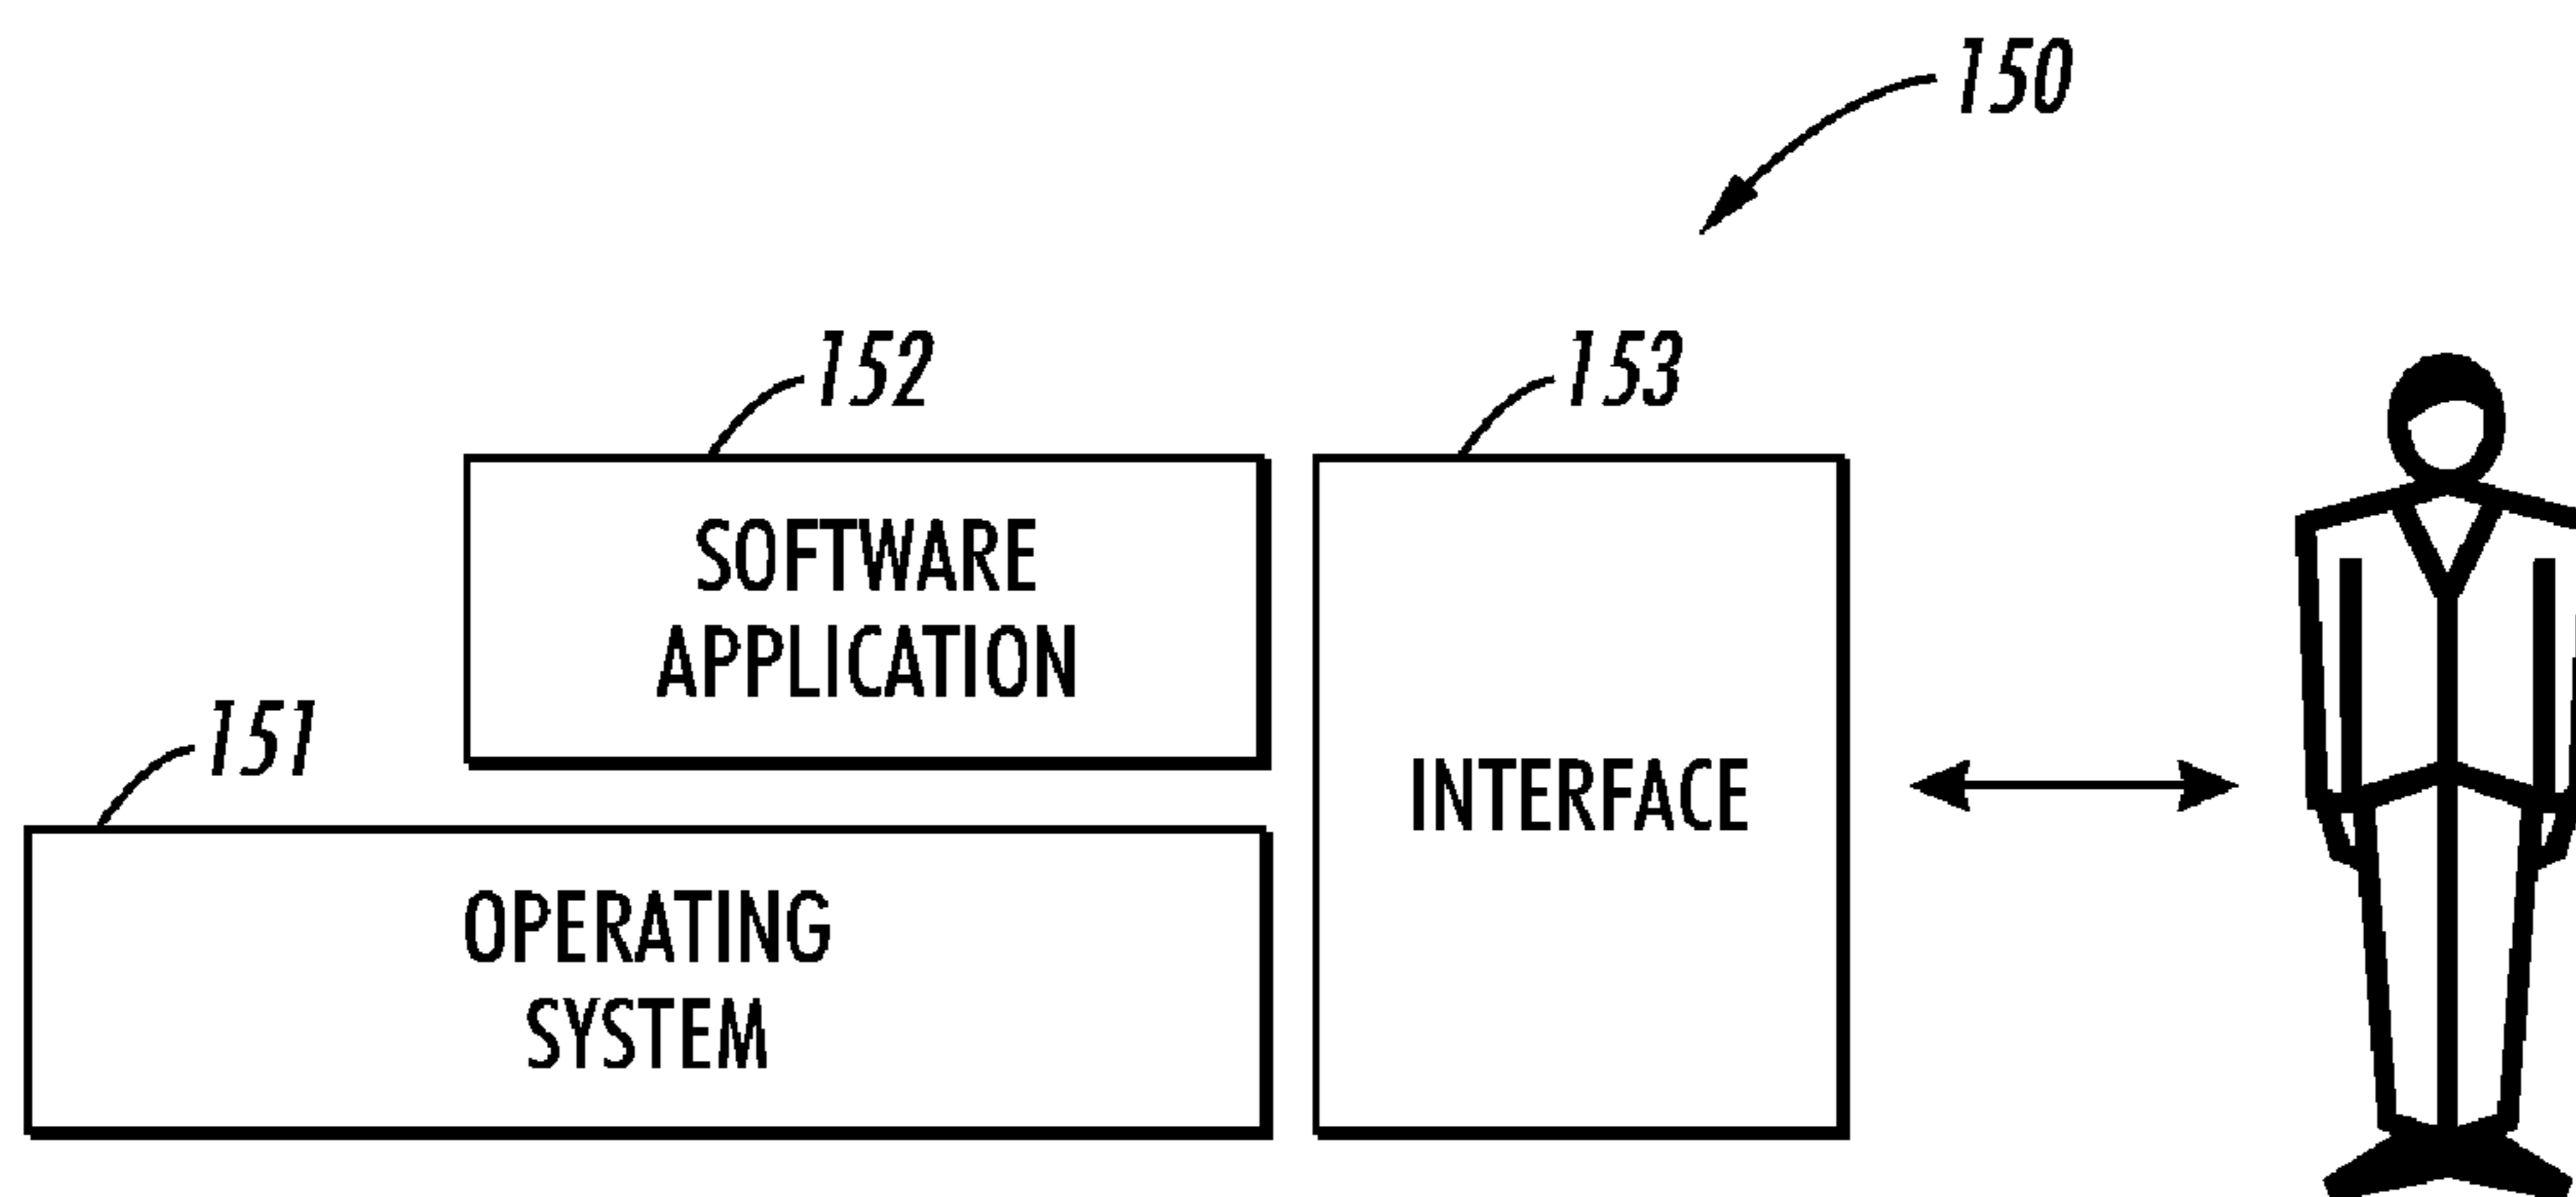 150
152
153
SOFTWARE
APPLICATION
151
INTERFACE
OPERATING
SYSTEM